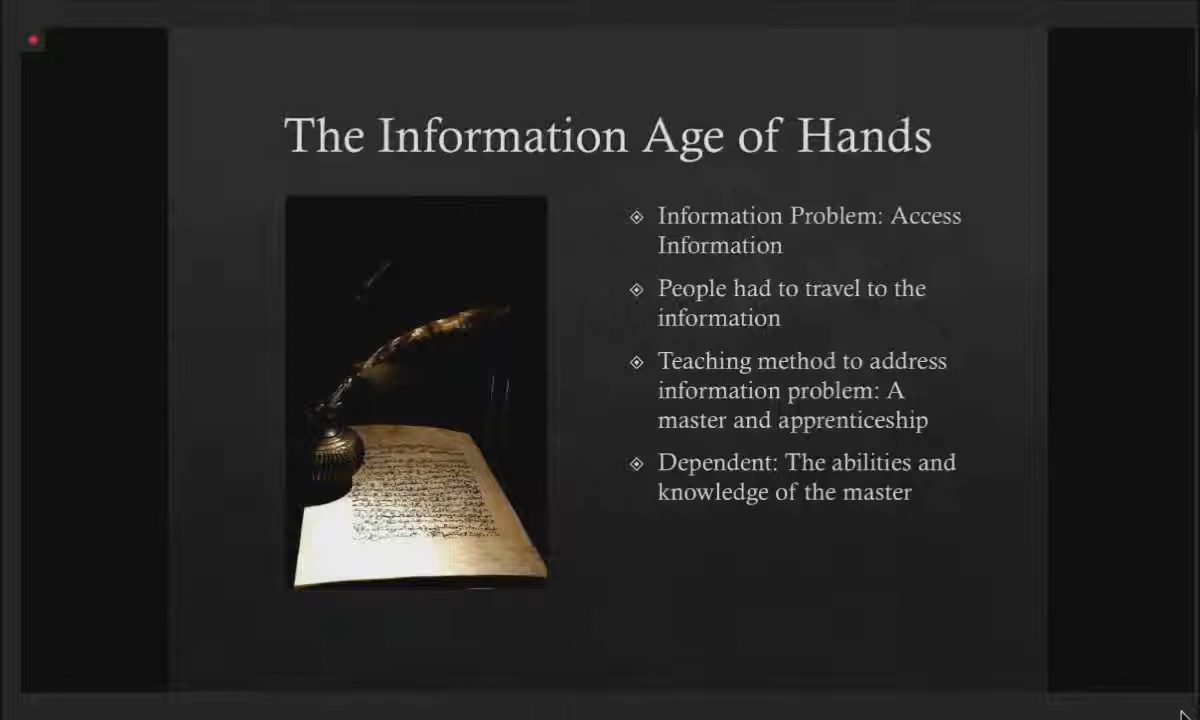 The Information Age of Hands
Information Problem: Access
Information
People had to travel to the
information
Teaching method to address
information problem: A
master and apprenticeship
Dependent: The abilities and
knowledge of the master